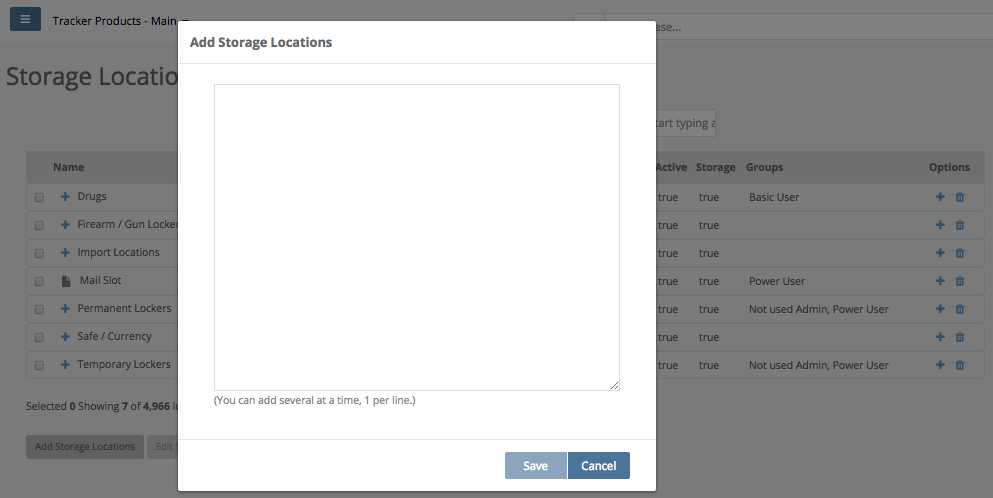 Tracker Products - Main
ase...
Add Storage Locations
Storage Locatio
tart typing a
Name Active Storage Groups Options
Drugs true true Basic User
Firearm / Gun Locker true true
Import Locations true true
Mail Slot true true Power User
Permanent Lockers true true Not used Admin, Power User
Safe / Currency true true
Temporary Lockers true true Not used Admin, Power User
(You can add several at a time, 1 per line.)
Selected 0 Showing 7 of 4,966 lo
Add Storage Locations Edit S
Save Cancel